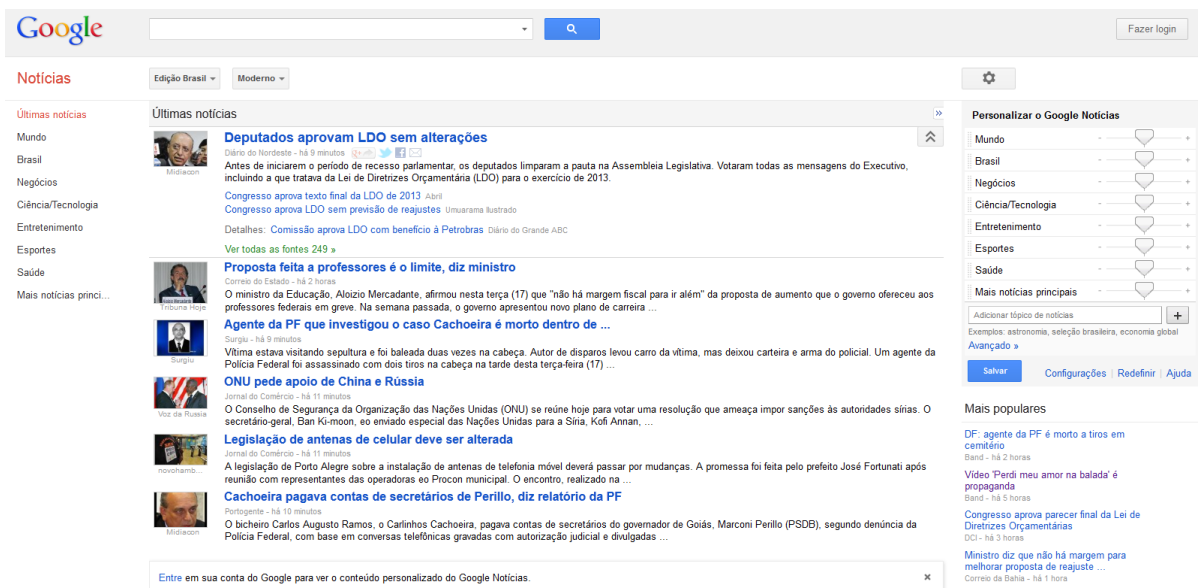 Google
Fazer login
Notícias
Edição Brasil
Moderno
Últimas notícias
Mundo
Brasil
Negócios
Ciência/Tecnologia
Entretenimento
Esportes
Saúde
Mais notícias princi...
Últimas notícias
»
Midiacon
Deputados aprovam LDO sem alterações
Diário do Nordeste - há 9 minutos
Antes de iniciarem o período de recesso parlamentar, os deputados limparam a pauta na Assembleia Legislativa. Votaram todas as mensagens do Executivo,
incluindo a que tratava da Lei de Diretrizes Orçamentária (LDO) para o exercício de 2013.
Congresso aprova texto final da LDO de 2013 Abril
Congresso aprova LDO sem previsão de reajustes Umuarama Ilustrado
Detalhes: Comissão aprova LDO com benefício à Petrobras Diário do Grande ABC
Ver todas as fontes 249 »
Tribuna Hoje
Proposta feita a professores é o limite, diz ministro
Correio do Estado - há 2 horas
O ministro da Educação, Aloizio Mercadante, afirmou nesta terça (17) que "não há margem fiscal para ir além" da proposta de aumento que o governo ofereceu aos
professores federais em greve. Na semana passada, o governo apresentou novo plano de carreira ...
Surgiu
Agente da PF que investigou o caso Cachoeira é morto dentro de ...
Surgiu - há 9 minutos
Vítima estava visitando sepultura e foi baleada duas vezes na cabeça. Autor de disparos levou carro da vítima, mas deixou carteira e arma do policial. Um agente da
Polícia Federal foi assassinado com dois tiros na cabeça na tarde desta terça-feira (17) ...
Voz da Russia
ONU pede apoio de China e Rússia
Jornal do Comércio - há 11 minutos
O Conselho de Segurança da Organização das Nações Unidas (ONU) se reúne hoje para votar uma resolução que ameaça impor sanções às autoridades sírias. O
secretário-geral, Ban Ki-moon, eo enviado especial das Nações Unidas para a Síria, Kofi Annan, ...
novohamb...
Legislação de antenas de celular deve ser alterada
Jornal do Comércio - há 11 minutos
A legislação de Porto Alegre sobre a instalação de antenas de telefonia móvel deverá passar por mudanças. A promessa foi feita pelo prefeito José Fortunati após
reunião com representantes das operadoras eo Procon municipal. O encontro, realizado na ...
Midiacon
Cachoeira pagava contas de secretários de Perillo, diz relatório da PF
Portogente - há 10 minutos
O bicheiro Carlos Augusto Ramos, o Carlinhos Cachoeira, pagava contas de secretários do governador de Goiás, Marconi Perillo (PSDB), segundo denúncia da
Polícia Federal, com base em conversas telefônicas gravadas com autorização judicial e divulgadas ...
Entre em sua conta do Google para ver o conteúdo personalizado do Google Notícias.
Personalizar o Google Notícias
Mundo - +
Brasil - +
Negócios - +
Ciência/Tecnologia - +
Entretenimento - +
Esportes - +
Saúde - +
Mais notícias principais - +
Adicionar tópico de notícias +
Exemplos: astronomia, seleção brasileira, economia global
Avançado »
Salvar Configurações | Redefinir | Ajuda
Mais populares
DF: agente da PF é morto a tiros em
cemitério
Band - há 2 horas
Vídeo 'Perdi meu amor na balada' é
propaganda
Band - há 5 horas
Congresso aprova parecer final da Lei de
Diretrizes Orçamentárias
DCI - há 3 horas
Ministro diz que não há margem para
melhorar proposta de reajuste ...
Correio da Bahia - há 1 hora